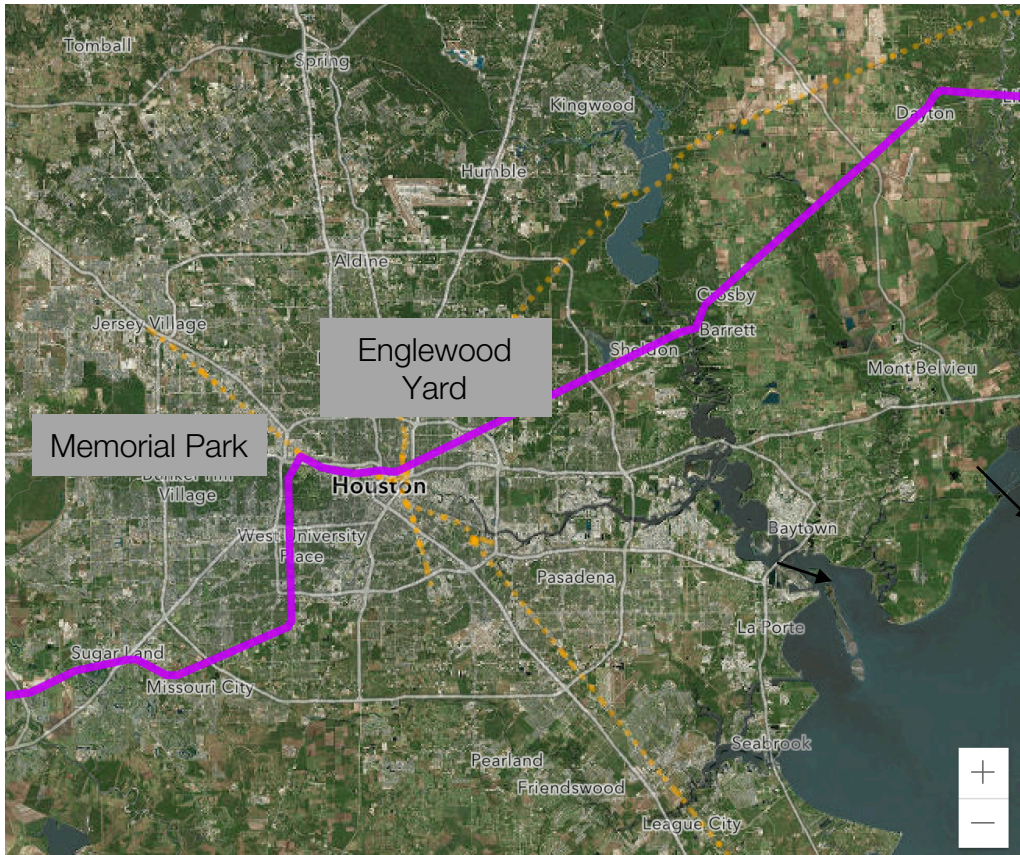 Tomball
Spring
Kingwood
Dayton
Humble
Aldine
Crosby
Jersey Village
Barrett
Englewood
Yard
Sheldon
Mont Belvieu
Memorial Park
Village
Houston
West University
Place
Baytown
Pasadena
La Porte
Sugar Land
Missouri City
Seabrook
Pearland
Friendswood
League City
+
−